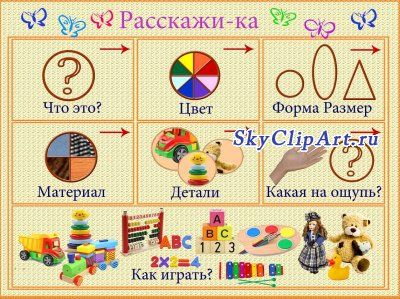 Расскажи-ка
?
Что это?
Цвет
Форма Размер
SkyClipArt.ru
?
Материал
Детали
Какая на ощупь?
A
B C
ABC
1 2 3
2×2=4
Как играть?